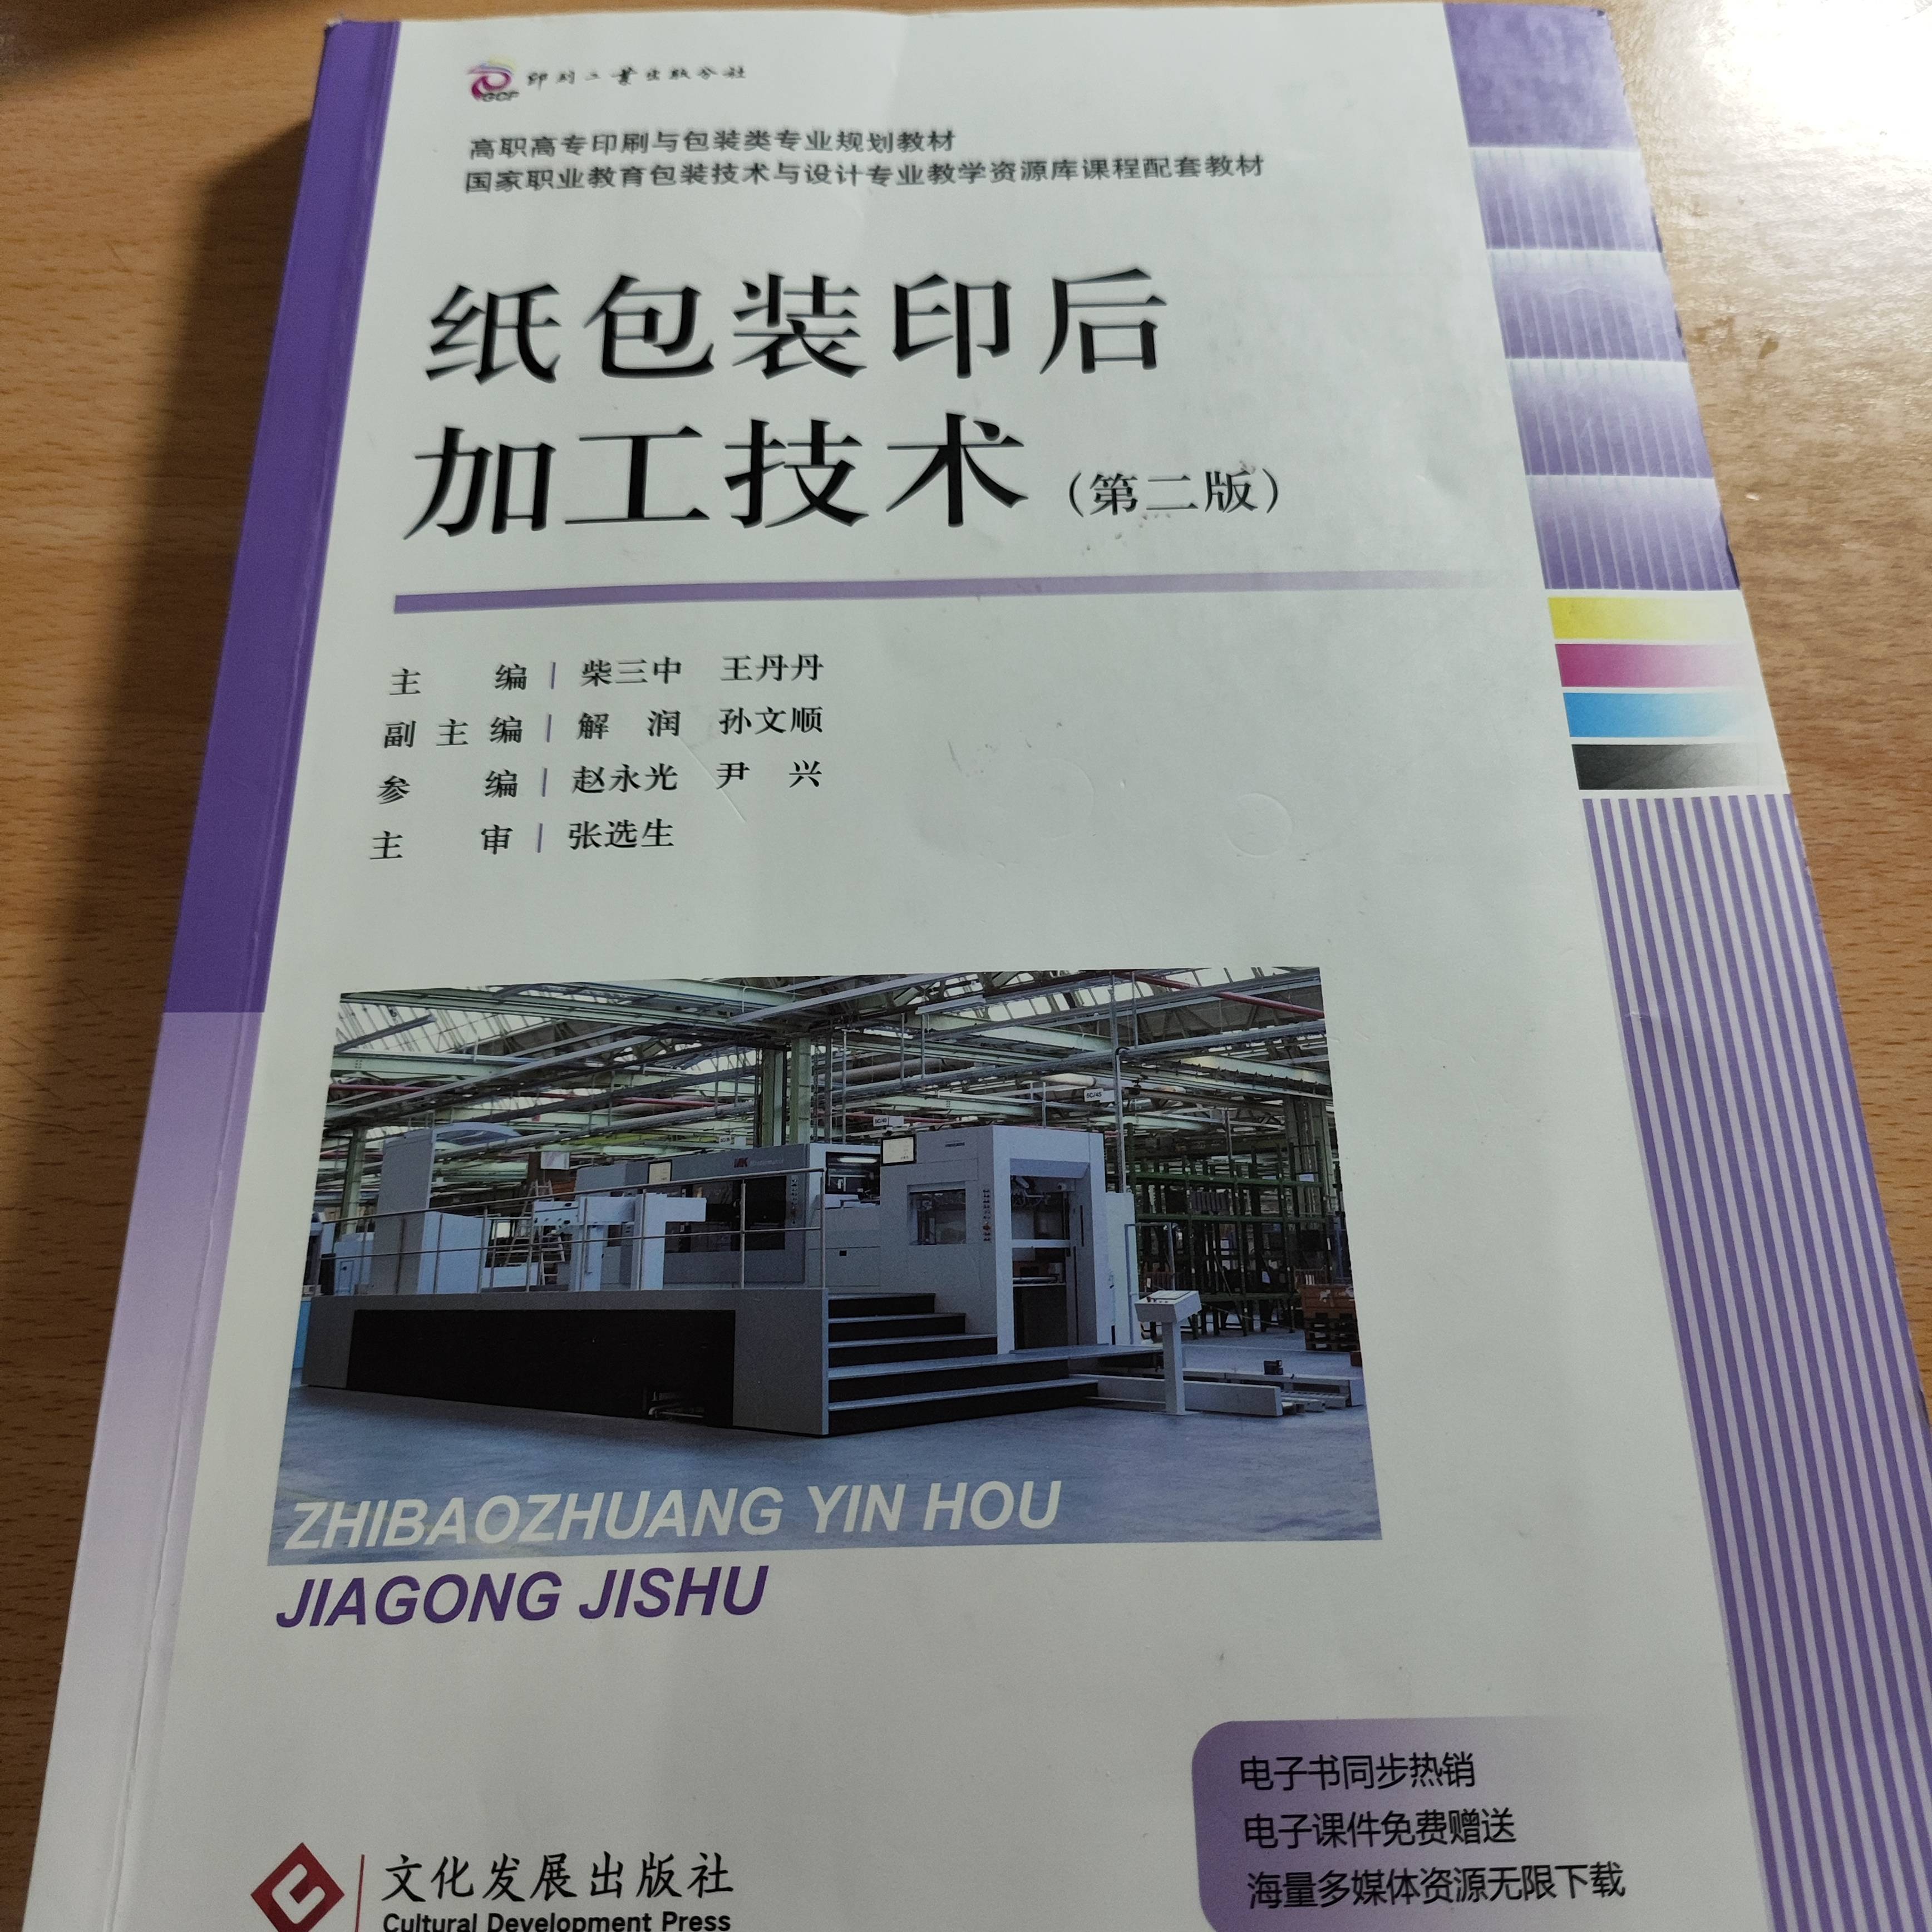 GCF 印刷工业出版分社
高职高专印刷与包装类专业规划教材
国家职业教育包装技术与设计专业教学资源库课程配套教材
纸包装印后
加工技术（第二版）
主编 | 柴三中 王丹丹
副主编 | 解润 孙文顺
参编 | 赵永光 尹兴
主审 | 张选生
ZHIBAOZHUANG YIN HOU
JIAGONG JISHU
电子书同步热销
电子课件免费赠送
海量多媒体资源无限下载
文化发展出版社
Cultural Development Press